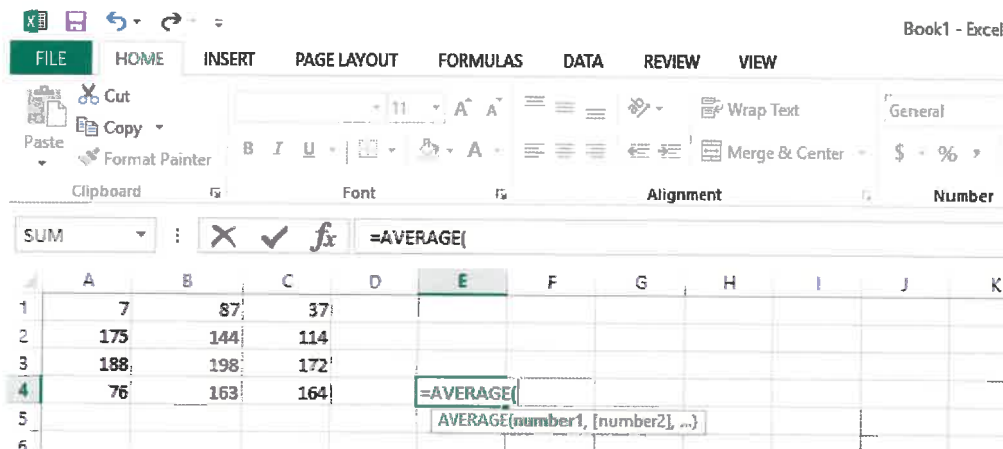 Book1 - Excel
FILE HOME INSERT PAGE LAYOUT FORMULAS DATA REVIEW VIEW
Paste
Cut
Copy
Format Painter
11 A A
B I U A
Wrap Text
Merge & Center
General
$ % ,
Clipboard Font Alignment Number
SUM fx =AVERAGE(
A B C D E F G H I J K
1 7 87 37
2 175 144 114
3 188 198 172
4 76 163 164 =AVERAGE(
5 AVERAGE(number1, [number2], ...)
6